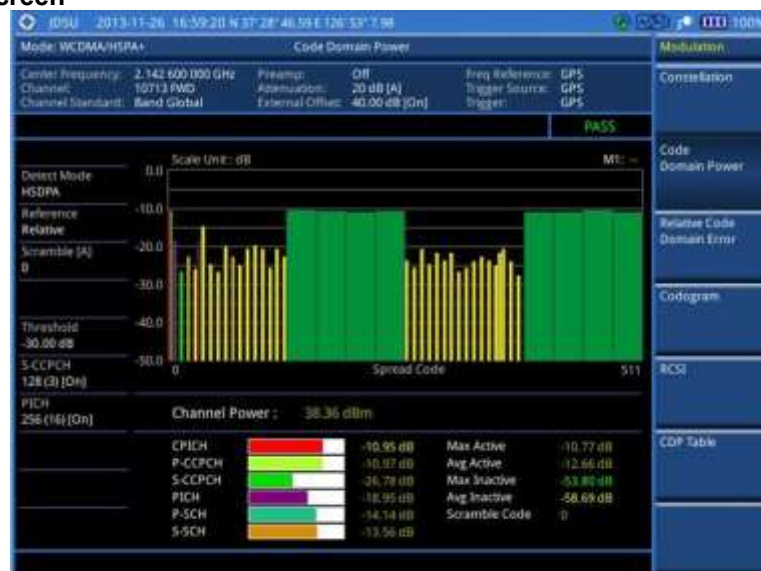 JDSU 2013-11-26 16:59:20 N 37° 28' 46.59 E 126° 53' 7.98 100%
Mode: WCDMA/HSPA+ Code Domain Power Modulation
Center Frequency: 2.142 600 000 GHz Preamp: Off Freq Reference: GPS
Channel: 10713 FWD Attenuation: 20 dB [A] Trigger Source: GPS
Channel Standard: Band Global External Offset: 40.00 dB [On] Trigger: GPS
PASS
Constellation
Code
Domain Power
Relative Code
Domain Error
Codogram
RCSI
CDP Table
Detect Mode
HSDPA
Reference
Relative
Scramble [A]
0
Threshold
-30.00 dB
S-CCPCH
128 (3) [On]
PICH
256 (16) [On]
Scale Unit: dB M1: --
0.0
-10.0
-20.0
-30.0
-40.0
-50.0
0 Spread Code 511
Channel Power : 38.36 dBm
CPICH -10.95 dB Max Active -10.77 dB
P-CCPCH -10.97 dB Avg Active -12.66 dB
S-CCPCH -26.78 dB Max Inactive -53.80 dB
PICH -18.95 dB Avg Inactive -58.69 dB
P-SCH -14.14 dB Scramble Code 0
S-SCH -13.56 dB